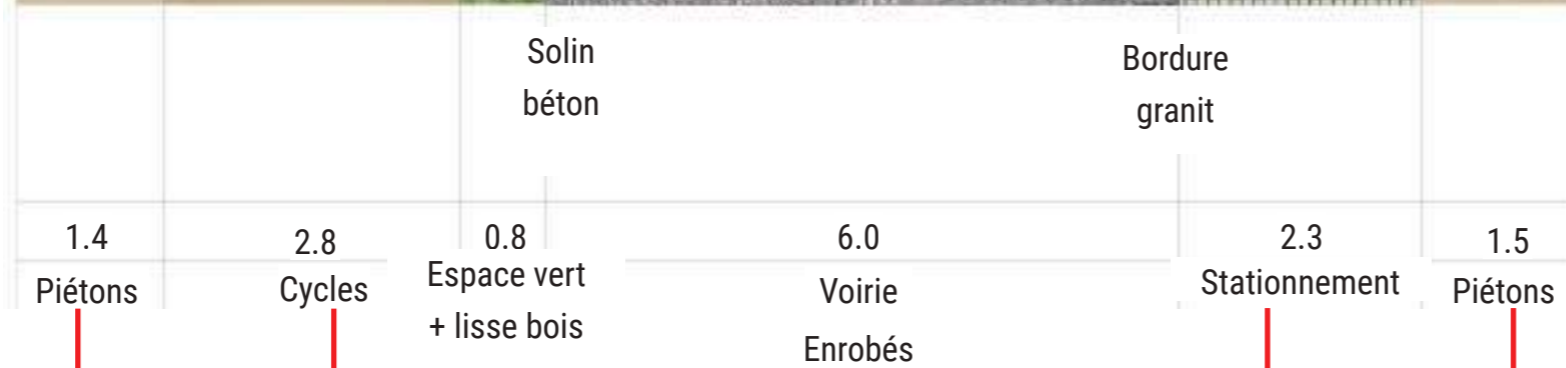 Solin
béton
Bordure
granit
1.4
2.8
0.8
6.0
2.3
1.5
Piétons
Cycles
Espace vert
+ lisse bois
Voirie
Enrobés
Stationnement
Piétons